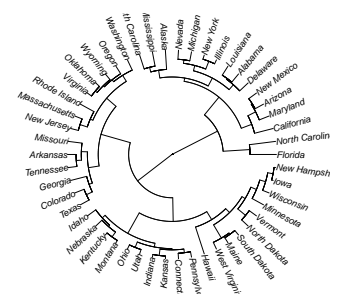 Washington
th Carolina
Mississippi
Alaska
Nevada
Michigan
New York
Illinois
Louisiana
Alabama
Delaware
New Mexico
Arizona
Maryland
California
North Carolin
Florida
New Hampsh
Iowa
Wisconsin
Minnesota
Vermont
North Dakota
South Dakota
Maine
West Virginia
Hawaii
Pennsylv
Connect
Kansas
Indiana
Utah
Ohio
Montana
Kentucky
Nebraska
Idaho
Texas
Colorado
Georgia
Tennessee
Arkansas
Missouri
New Jersey
Massachusetts
Rhode Island
Virginia
Oklahoma
Wyoming
Oregon